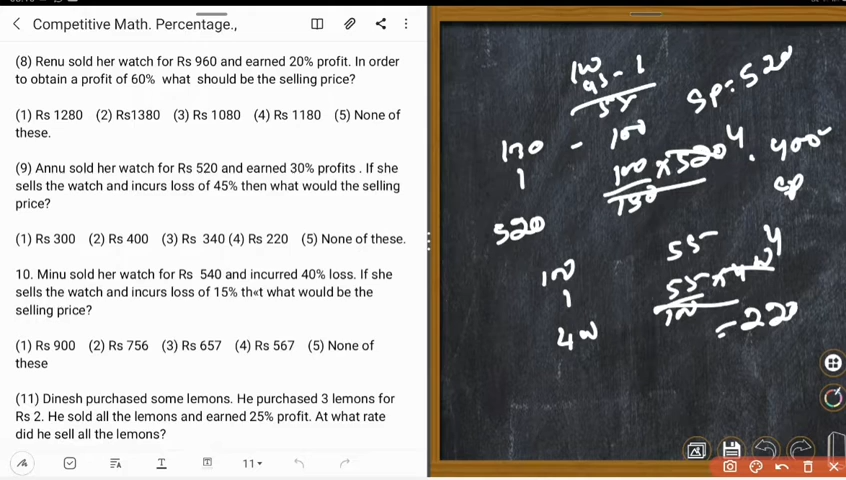 Competitive Math. Percentage.,
(8) Renu sold her watch for Rs 960 and earned 20% profit. In order
to obtain a profit of 60% what should be the selling price?
(1) Rs 1280 (2) Rs1380 (3) Rs 1080 (4) Rs 1180 (5) None of
these.
(9) Annu sold her watch for Rs 520 and earned 30% profits . If she
sells the watch and incurs loss of 45% then what would the selling
price?
(1) Rs 300 (2) Rs 400 (3) Rs 340 (4) Rs 220 (5) None of these.
10. Minu sold her watch for Rs 540 and incurred 40% loss. If she
sells the watch and incurs loss of 15% th«t what would be the
selling price?
(1) Rs 900 (2) Rs 756 (3) Rs 657 (4) Rs 567 (5) None of
these
(11) Dinesh purchased some lemons. He purchased 3 lemons for
Rs 2. He sold all the lemons and earned 25% profit. At what rate
did he sell all the lemons?
11
100
55
SP = 520
130 - 100
1
520
400
SP
55
100
1
400
= 220